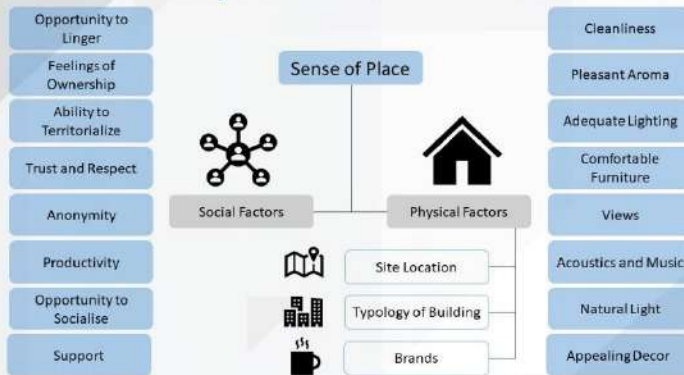 Opportunity to
Linger
Feelings of
Ownership
Ability to
Territorialize
Trust and Respect
Anonymity
Productivity
Opportunity to
Socialise
Support
Sense of Place
Social Factors
Physical Factors
Site Location
Typology of Building
Brands
Cleanliness
Pleasant Aroma
Adequate Lighting
Comfortable
Furniture
Views
Acoustics and Music
Natural Light
Appealing Decor